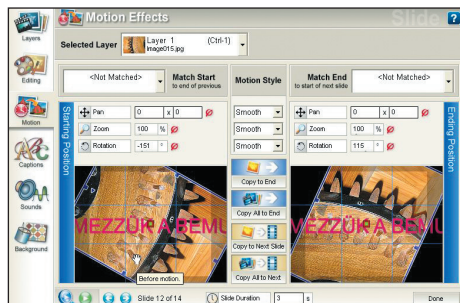 Motion Effects
Slide
Layers
Selected Layer
Layer 1 (Ctrl-1)
Image015.jpg
Editing
<Not Matched>
Match Start
to end of previous
Motion Style
Match End
to start of next slide
<Not Matched>
Motion
Starting Position
Pan 0 x 0
Smooth
Pan 0 x 0
Ending Position
Zoom 100 %
Smooth
Zoom 100 %
Rotation -151 °
Smooth
Rotation 115 °
Captions
Copy to End
Sounds
Copy All to End
MEZZÜK A BEMU
MEZZÜK A BEMU
Background
Copy to Next Slide
Before motion.
Copy All to Next
Slide 12 of 14
Slide Duration 3 s
Done